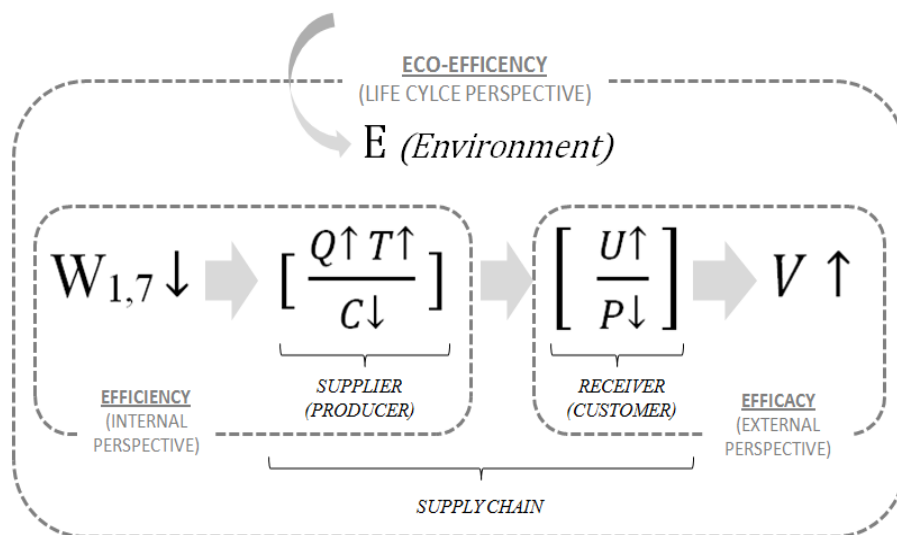 ECO-EFFICENCY
(LIFE CYLCE PERSPECTIVE)
E (Environment)
W1,7↓ [ Q↑ T↑ / C↓ ] [ U↑ / P↓ ] V ↑
SUPPLIER
(PRODUCER)
RECEIVER
(CUSTOMER)
EFFICIENCY
(INTERNAL
PERSPECTIVE)
EFFICACY
(EXTERNAL
PERSPECTIVE)
SUPPLY CHAIN